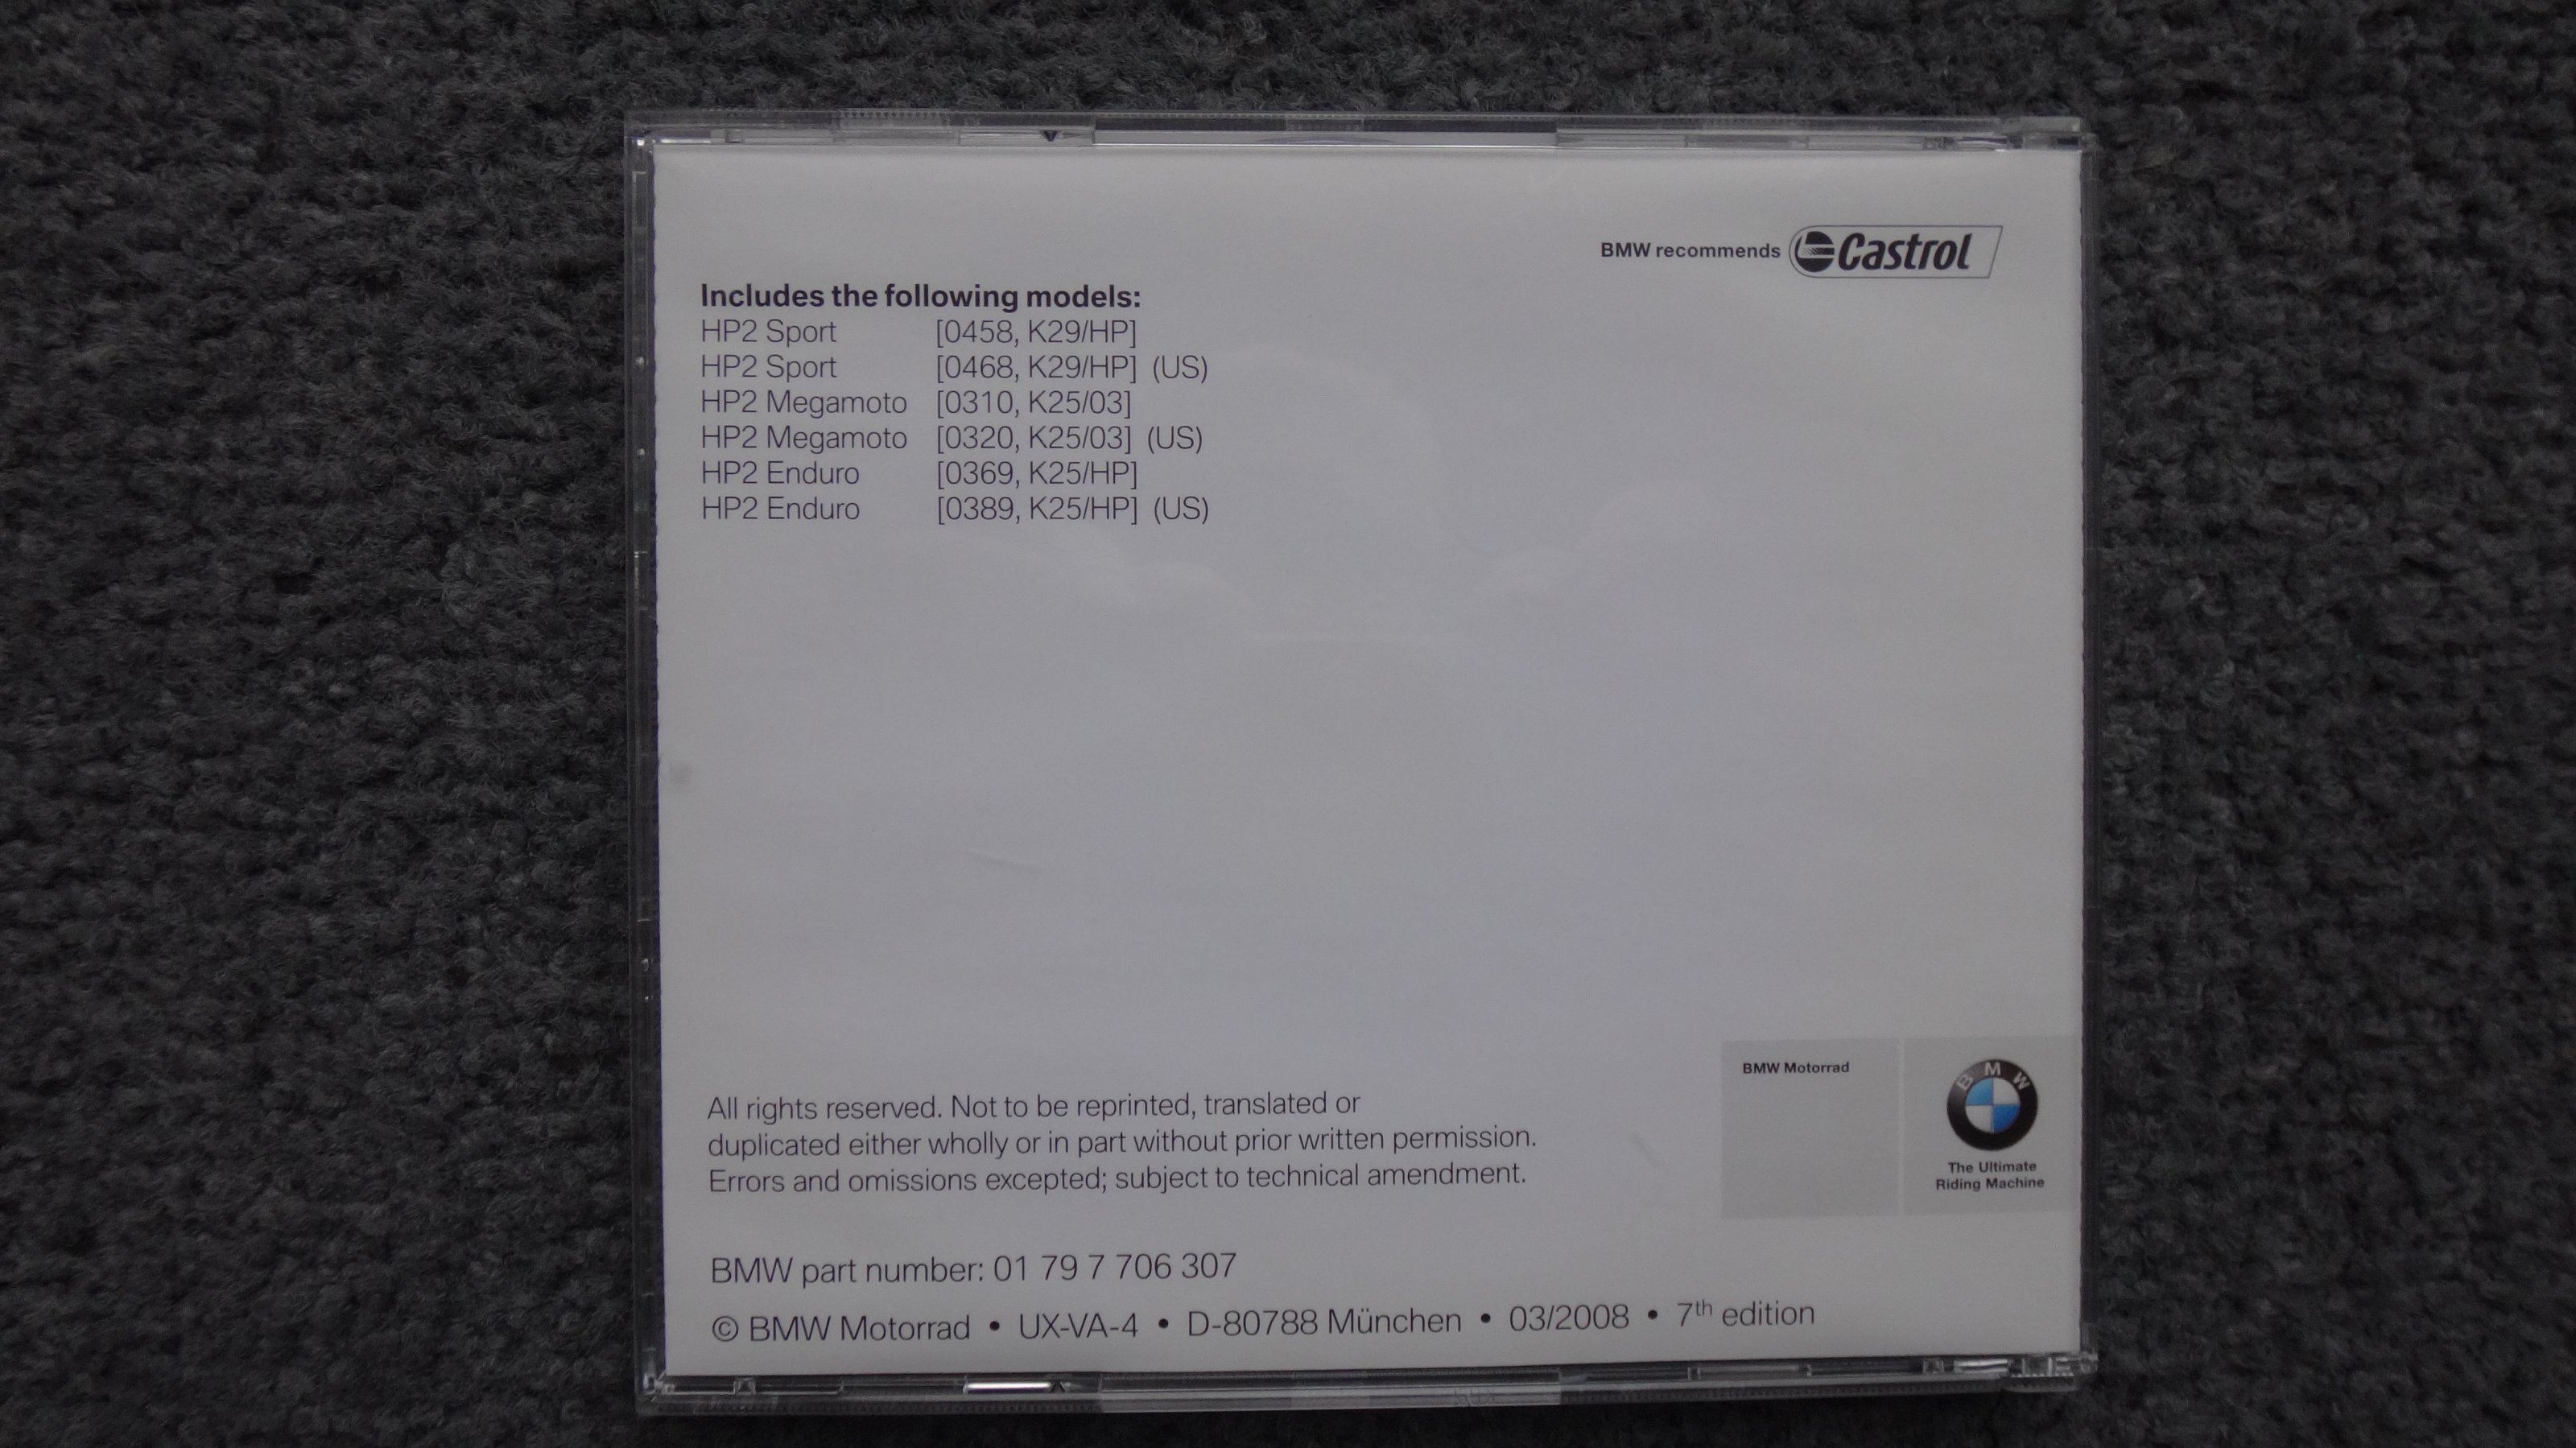 BMW recommends Castrol
Includes the following models:
HP2 Sport [0458, K29/HP]
HP2 Sport [0468, K29/HP] (US)
HP2 Megamoto [0310, K25/03]
HP2 Megamoto [0320, K25/03] (US)
HP2 Enduro [0369, K25/HP]
HP2 Enduro [0389, K25/HP] (US)
All rights reserved. Not to be reprinted, translated or
duplicated either wholly or in part without prior written permission.
Errors and omissions excepted; subject to technical amendment.
BMW Motorrad
BMW
The Ultimate
Riding Machine
BMW part number: 01 79 7 706 307
© BMW Motorrad • UX-VA-4 • D-80788 München • 03/2008 • 7th edition